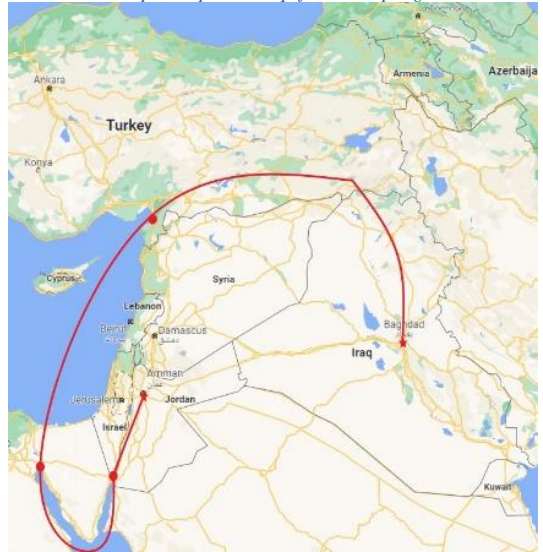 Ankara
Armenia
Azerbaija
Turkey
Konya
Cyprus
Syria
Lebanon
Beirut
Damascus
دمشق
Baghdad
بغداد
Iraq
Amman
عمان
Jerusalem
Jordan
Israel
Kuwait